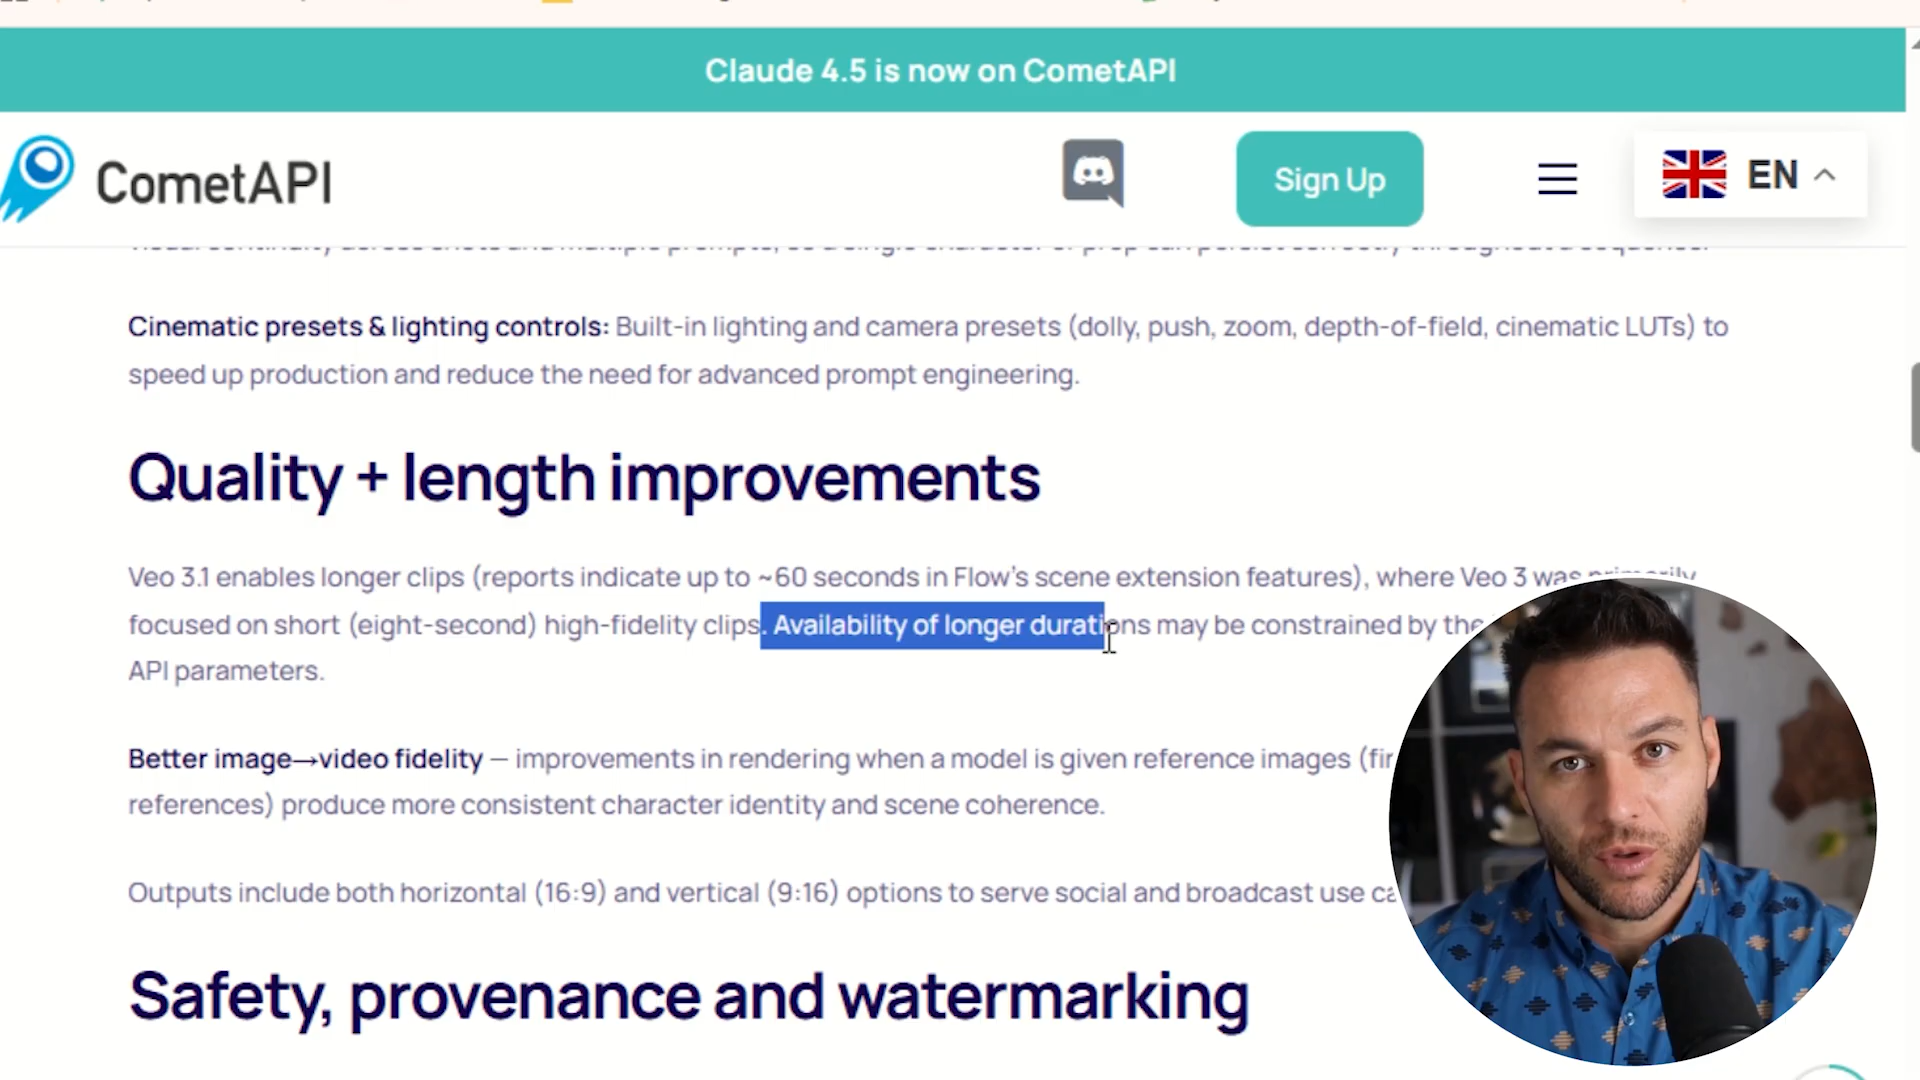 Claude 4.5 is now on CometAPI
CometAPI
Sign Up
EN
Cinematic presets & lighting controls: Built-in lighting and camera presets (dolly, push, zoom, depth-of-field, cinematic LUTs) to
speed up production and reduce the need for advanced prompt engineering.
Quality + length improvements
Veo 3.1 enables longer clips (reports indicate up to ~60 seconds in Flow's scene extension features), where Veo 3 was primarily
focused on short (eight-second) high-fidelity clips. Availability of longer durations may be constrained by the
API parameters.
Better image→video fidelity — improvements in rendering when a model is given reference images
references) produce more consistent character identity and scene coherence.
Outputs include both horizontal (16:9) and vertical (9:16) options to serve social and broadcast use
Safety, provenance and watermarking